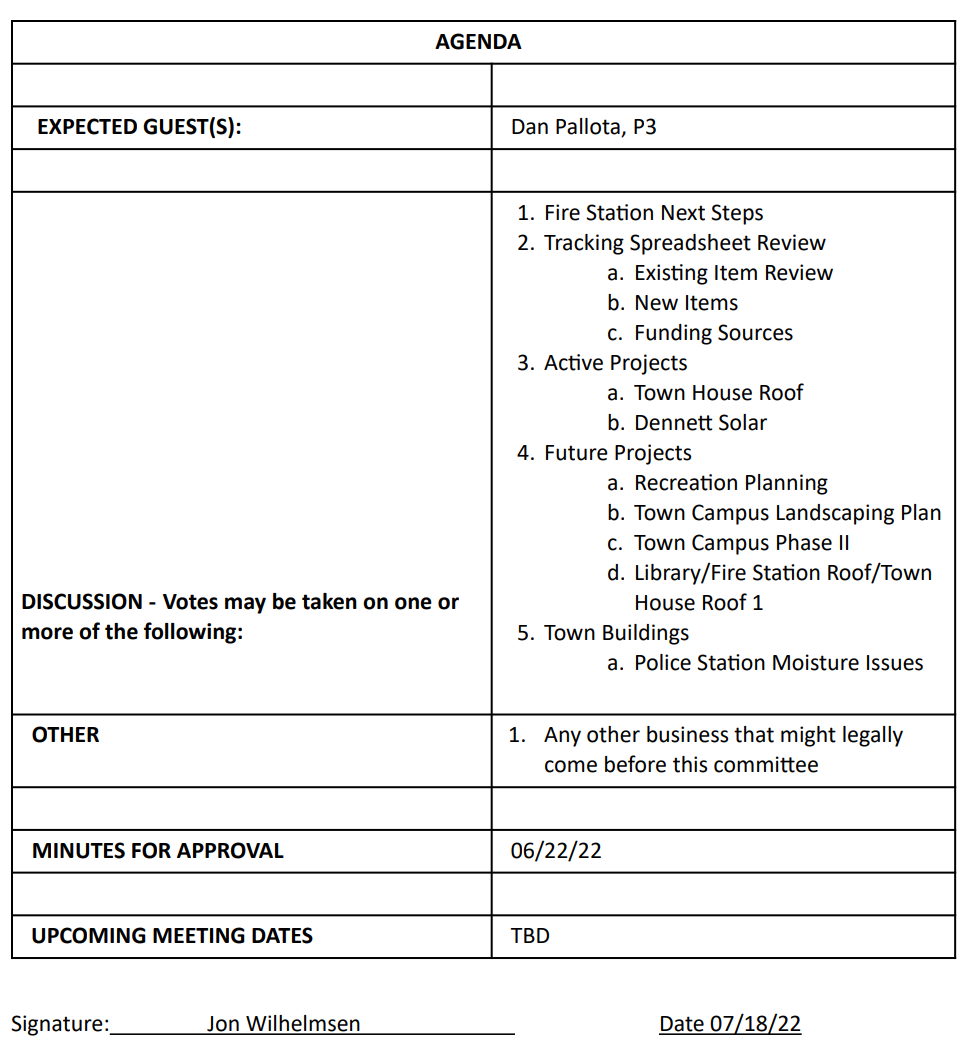 AGENDA
EXPECTED GUEST(S):
Dan Pallota, P3
DISCUSSION - Votes may be taken on one or
more of the following:
1. Fire Station Next Steps
2. Tracking Spreadsheet Review
a. Existing Item Review
b. New Items
c. Funding Sources
3. Active Projects
a. Town House Roof
b. Dennett Solar
4. Future Projects
a. Recreation Planning
b. Town Campus Landscaping Plan
c. Town Campus Phase II
d. Library/Fire Station Roof/Town
House Roof 1
5. Town Buildings
a. Police Station Moisture Issues
OTHER
1. Any other business that might legally
come before this committee
MINUTES FOR APPROVAL
06/22/22
UPCOMING MEETING DATES
TBD
Signature: Jon Wilhelmsen
Date 07/18/22